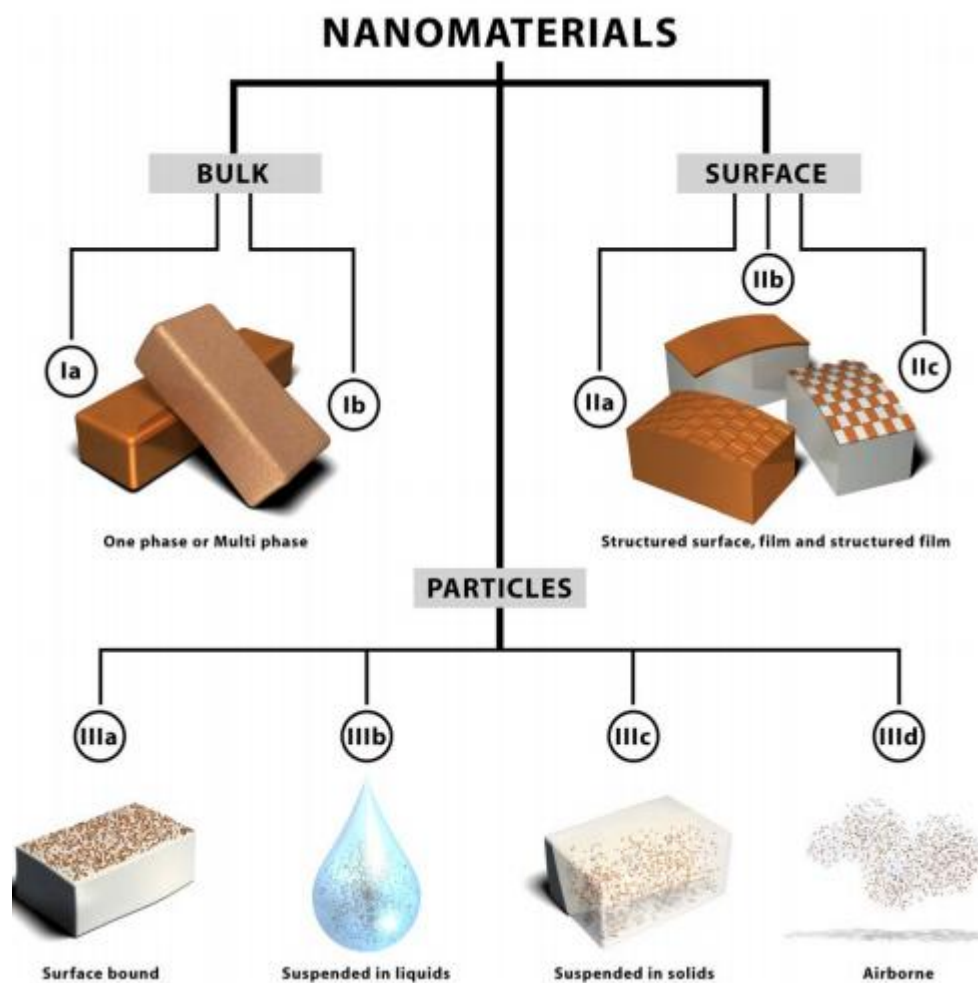 NANOMATERIALS
BULK
SURFACE
Ia
Ib
IIa
IIb
IIc
One phase or Multi phase
Structured surface, film and structured film
PARTICLES
IIIa
IIIb
IIIc
IIId
Surface bound
Suspended in liquids
Suspended in solids
Airborne